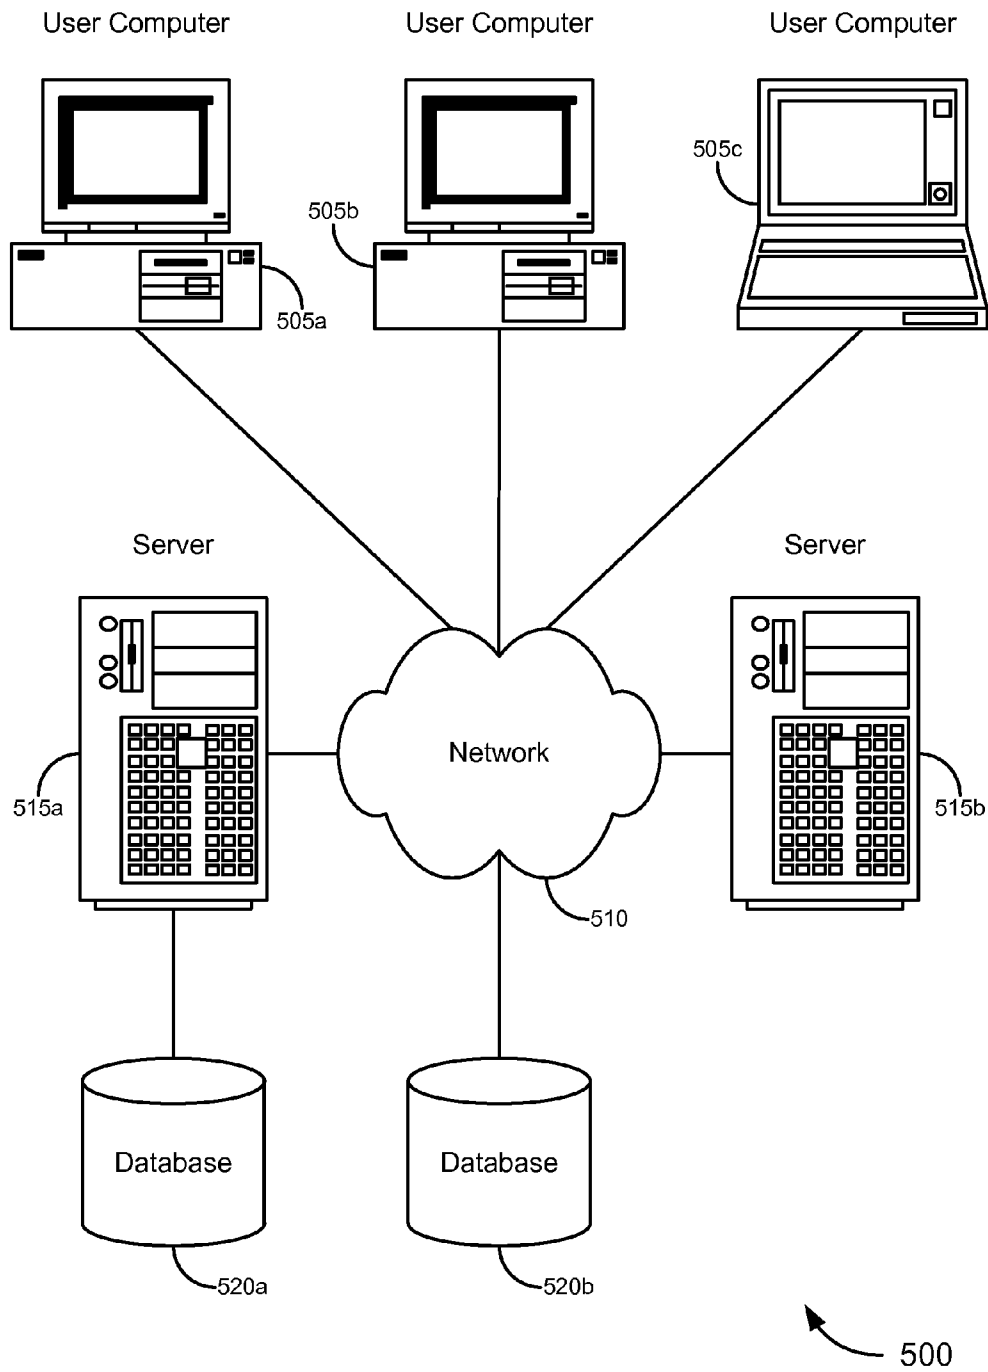 User Computer
User Computer
User Computer
505c
505b
505a
Server
Server
Network
515a
515b
510
Database
Database
520a
520b
500